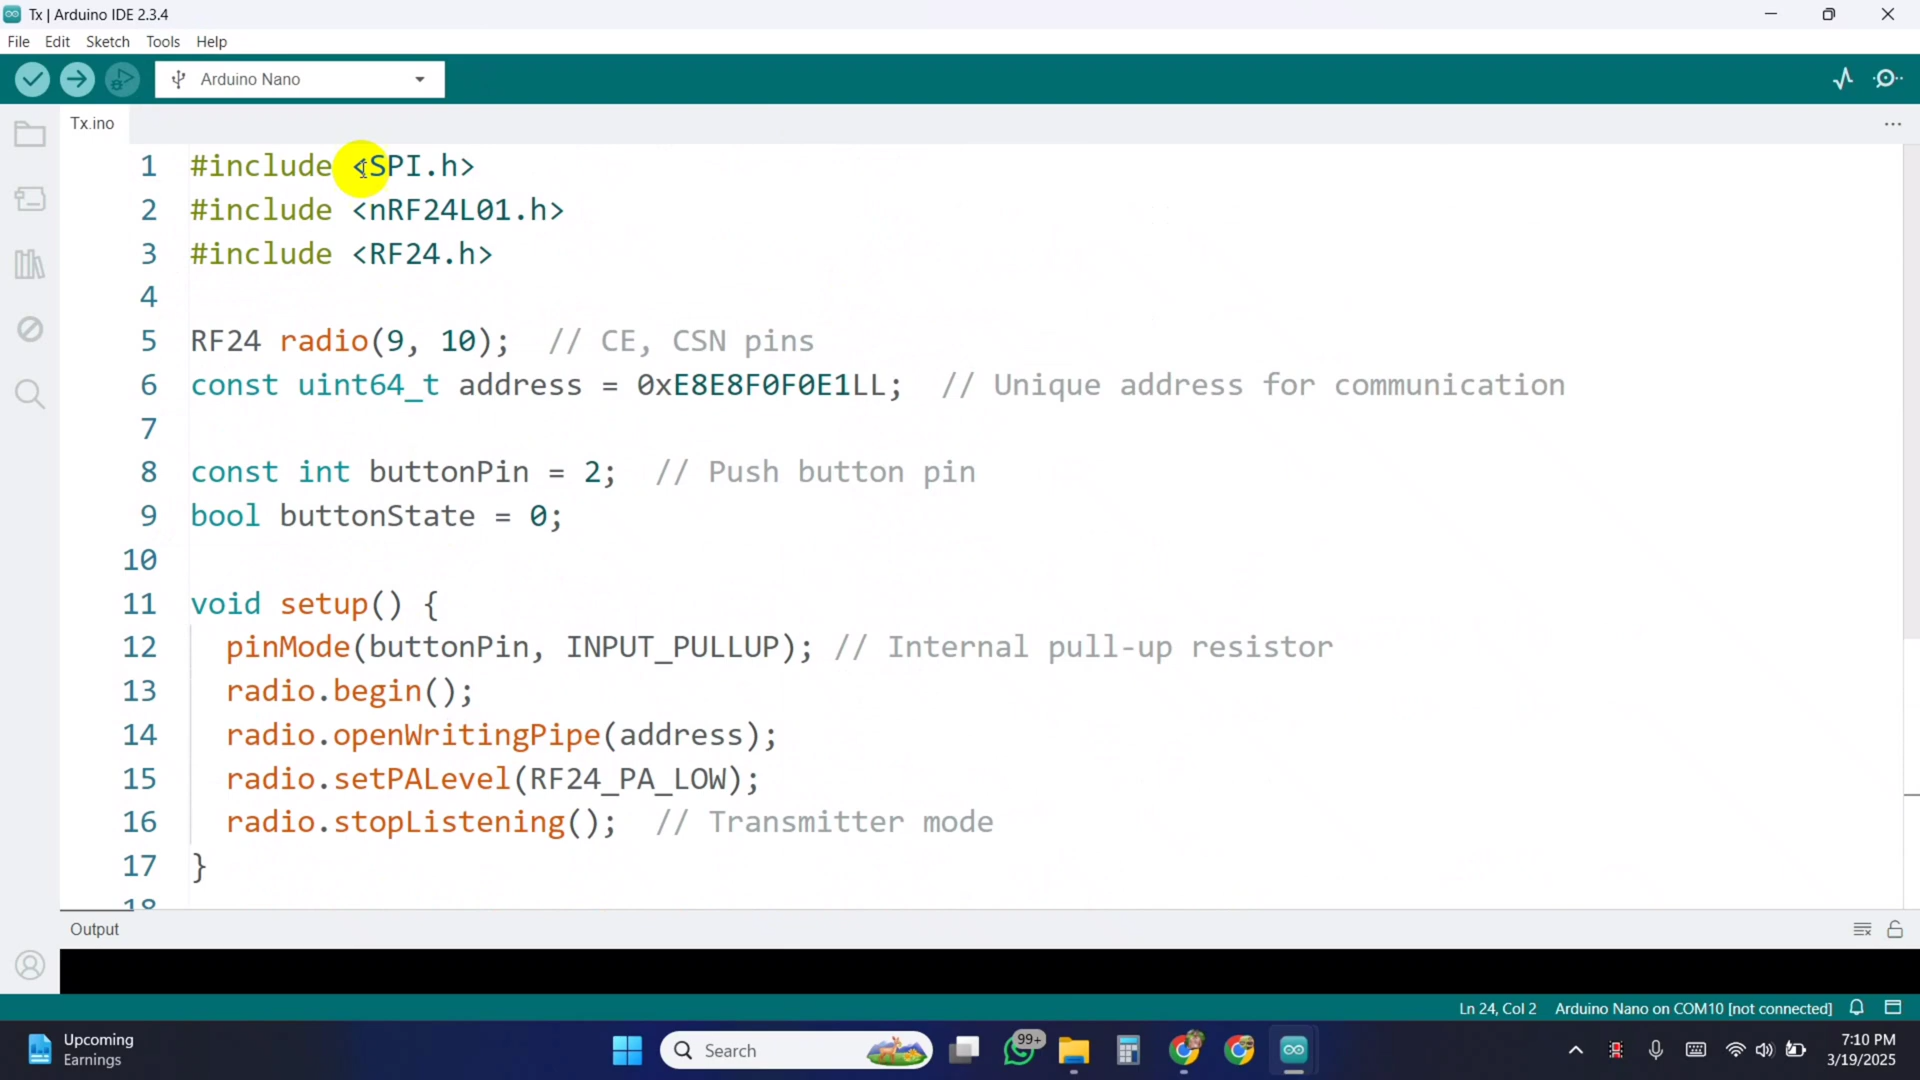 Tx | Arduino IDE 2.3.4
File Edit Sketch Tools Help
Arduino Nano
Tx.ino
1 #include <SPI.h>
2 #include <nRF24L01.h>
3 #include <RF24.h>
4
5 RF24 radio(9, 10);  // CE, CSN pins
6 const uint64_t address = 0xE8E8F0F0E1LL;  // Unique address for communication
7
8 const int buttonPin = 2;  // Push button pin
9 bool buttonState = 0;
10
11 void setup() {
12   pinMode(buttonPin, INPUT_PULLUP); // Internal pull-up resistor
13   radio.begin();
14   radio.openWritingPipe(address);
15   radio.setPALevel(RF24_PA_LOW);
16   radio.stopListening();  // Transmitter mode
17 }
18
Output
Ln 24, Col 2 Arduino Nano on COM10 [not connected]
Upcoming
Earnings
Search
99+
7:10 PM
3/19/2025